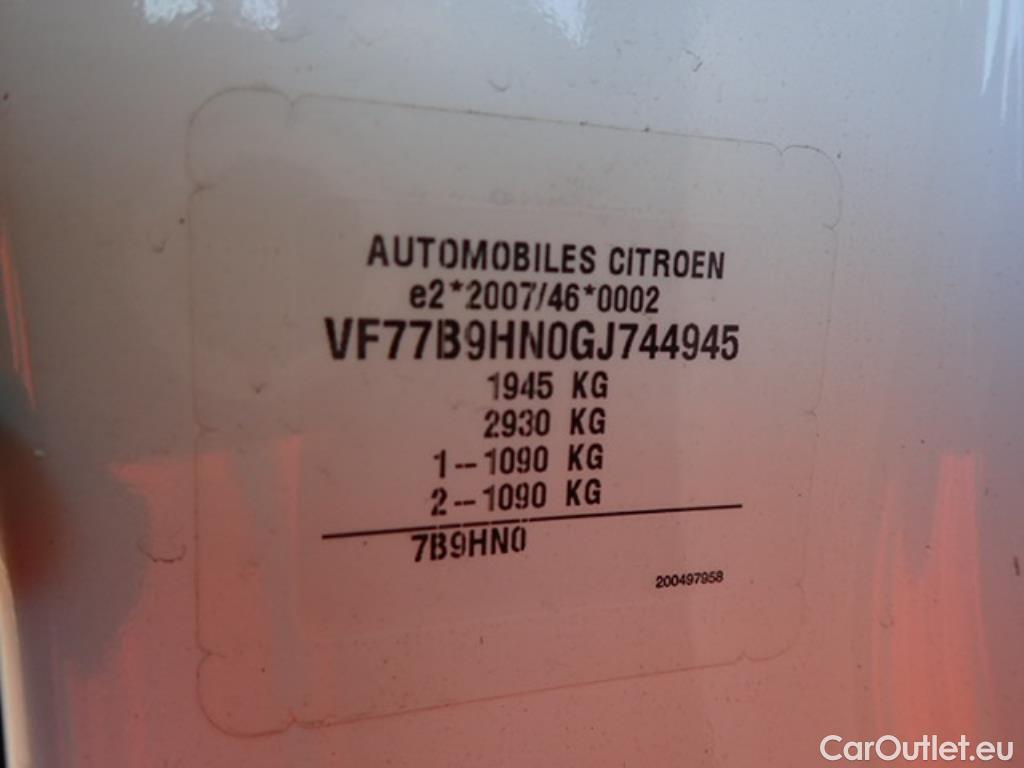 AUTOMOBILES CITROEN
e2*2007/46*0002
VF77B9HN0GJ744945
1945 KG
2930 KG
1--1090 KG
2--1090 KG
7B9HN0
200497958
CarOutlet.eu